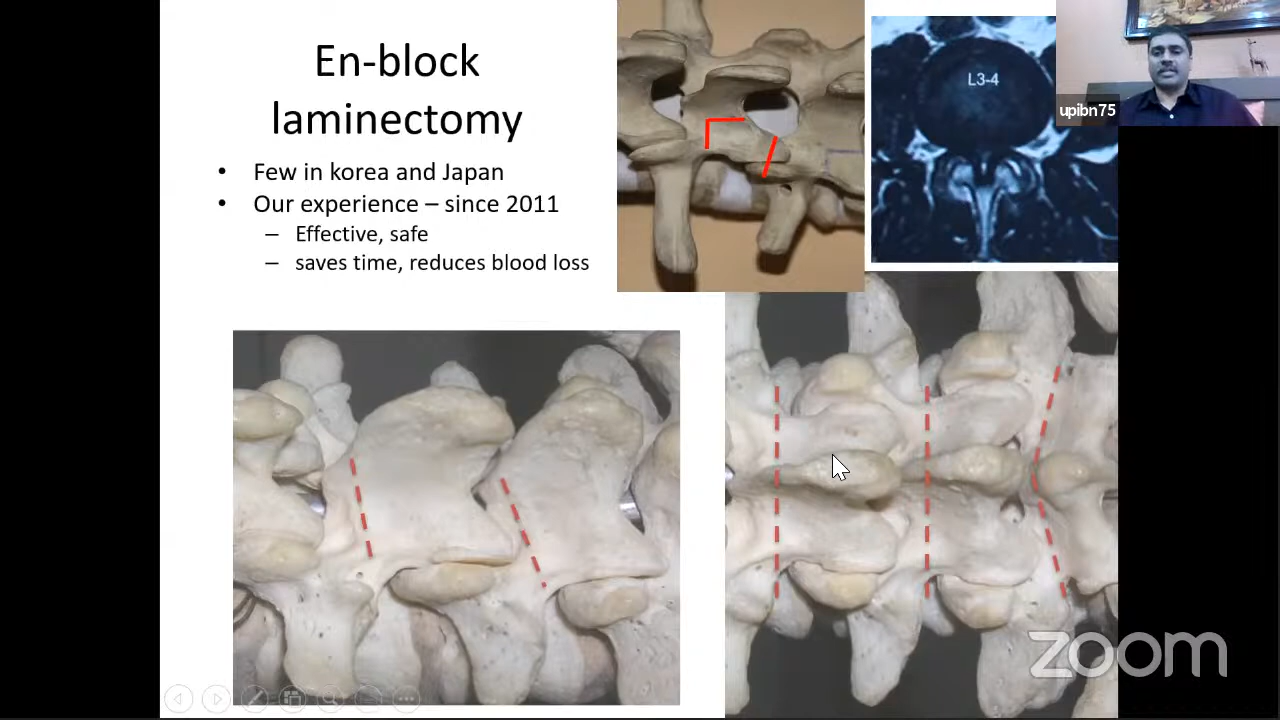 En-block
laminectomy
• Few in korea and Japan
• Our experience – since 2011
– Effective, safe
– saves time, reduces blood loss
L3-4
upibn75
zoom